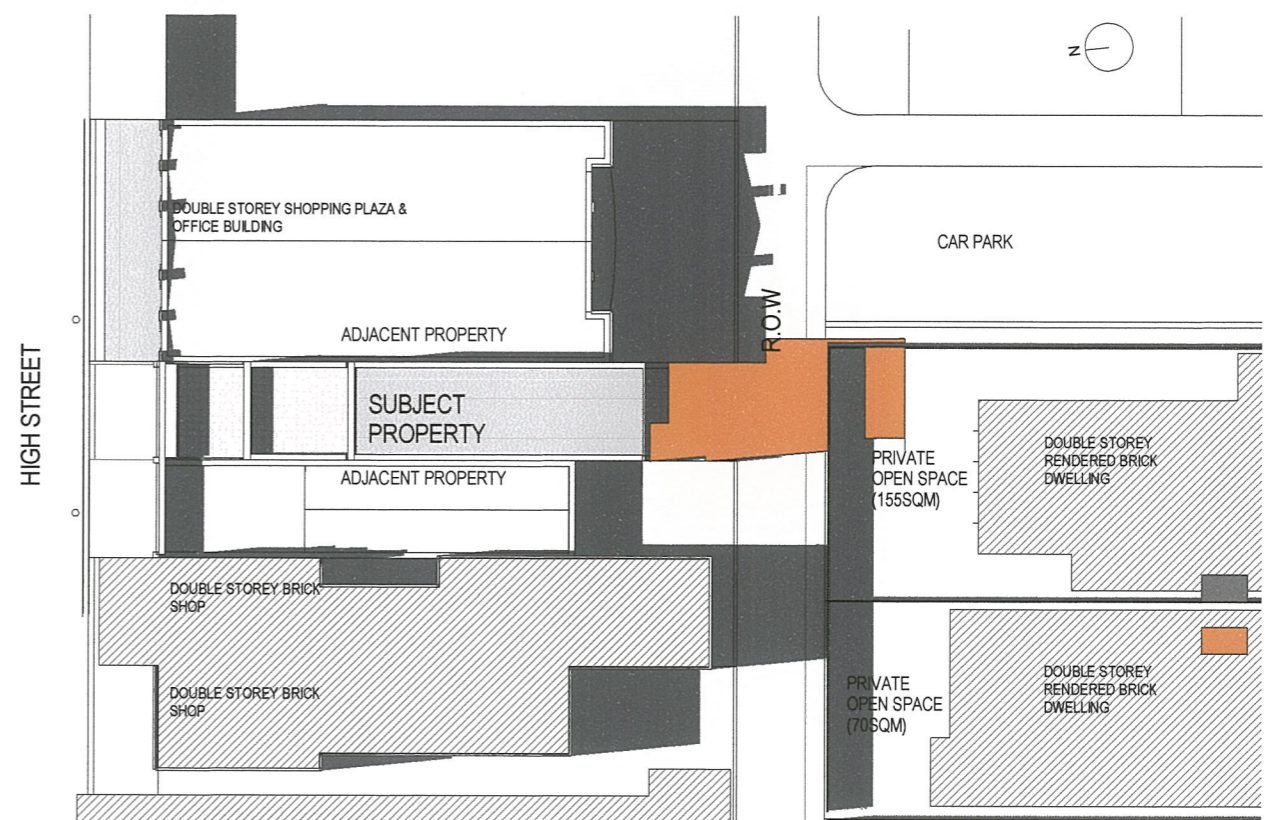 N
DOUBLE STOREY SHOPPING PLAZA &
OFFICE BUILDING
CAR PARK
R.O.W
ADJACENT PROPERTY
HIGH STREET
SUBJECT
PROPERTY
ADJACENT PROPERTY
PRIVATE
OPEN SPACE
(155SQM)
DOUBLE STOREY
RENDERED BRICK
DWELLING
DOUBLE STOREY BRICK
SHOP
DOUBLE STOREY BRICK
SHOP
PRIVATE
OPEN SPACE
(70SQM)
DOUBLE STOREY
RENDERED BRICK
DWELLING